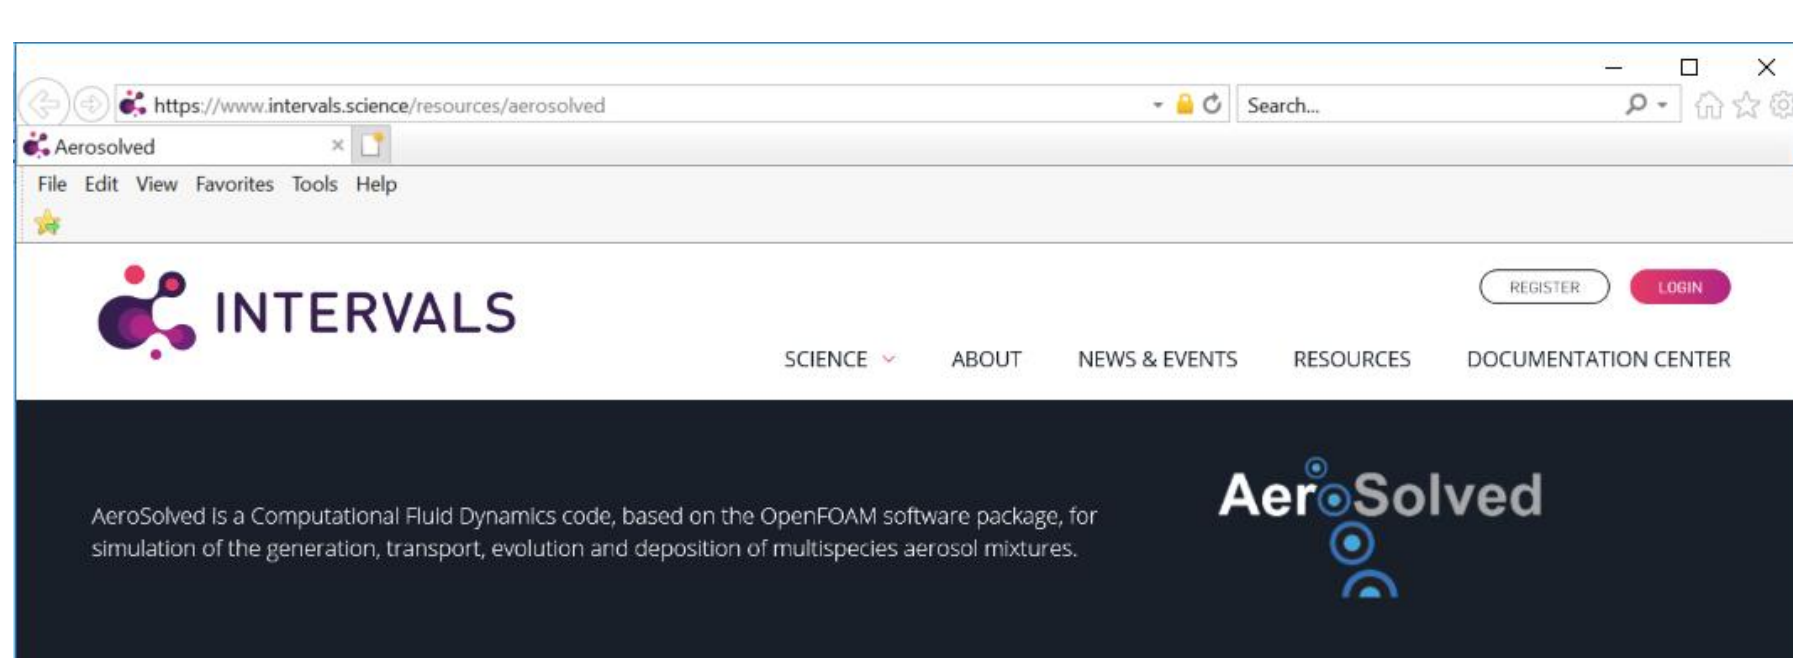 https://www.intervals.science/resources/aerosolved
Search...
Aerosolved
File Edit View Favorites Tools Help
INTERVALS
REGISTER LOGIN
SCIENCE ABOUT NEWS & EVENTS RESOURCES DOCUMENTATION CENTER
AeroSolved is a Computational Fluid Dynamics code, based on the OpenFOAM software package, for
simulation of the generation, transport, evolution and deposition of multispecies aerosol mixtures.
AeroSolved